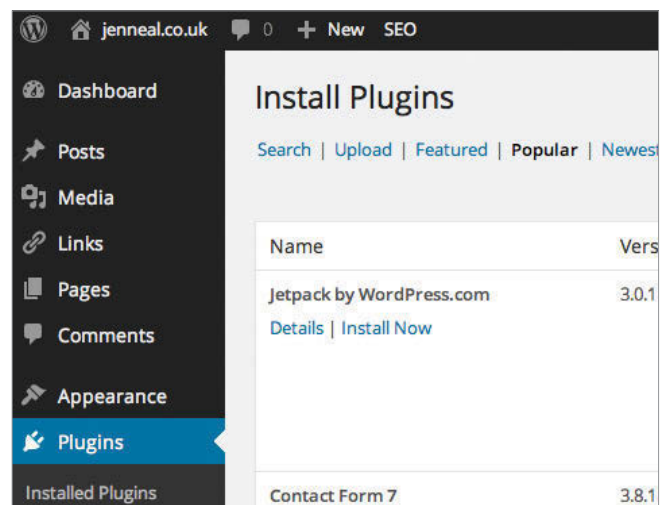 jenneal.co.uk 0 + New SEO
Dashboard
Posts
Media
Links
Pages
Comments
Appearance
Plugins
Installed Plugins
Install Plugins
Search | Upload | Featured | Popular | Newest
Name Vers
Jetpack by WordPress.com 3.0.1
Details | Install Now
Contact Form 7 3.8.1